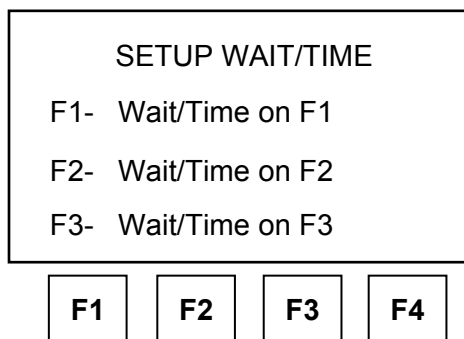 SETUP WAIT/TIME
F1- Wait/Time on F1
F2- Wait/Time on F2
F3- Wait/Time on F3
F1 F2 F3 F4